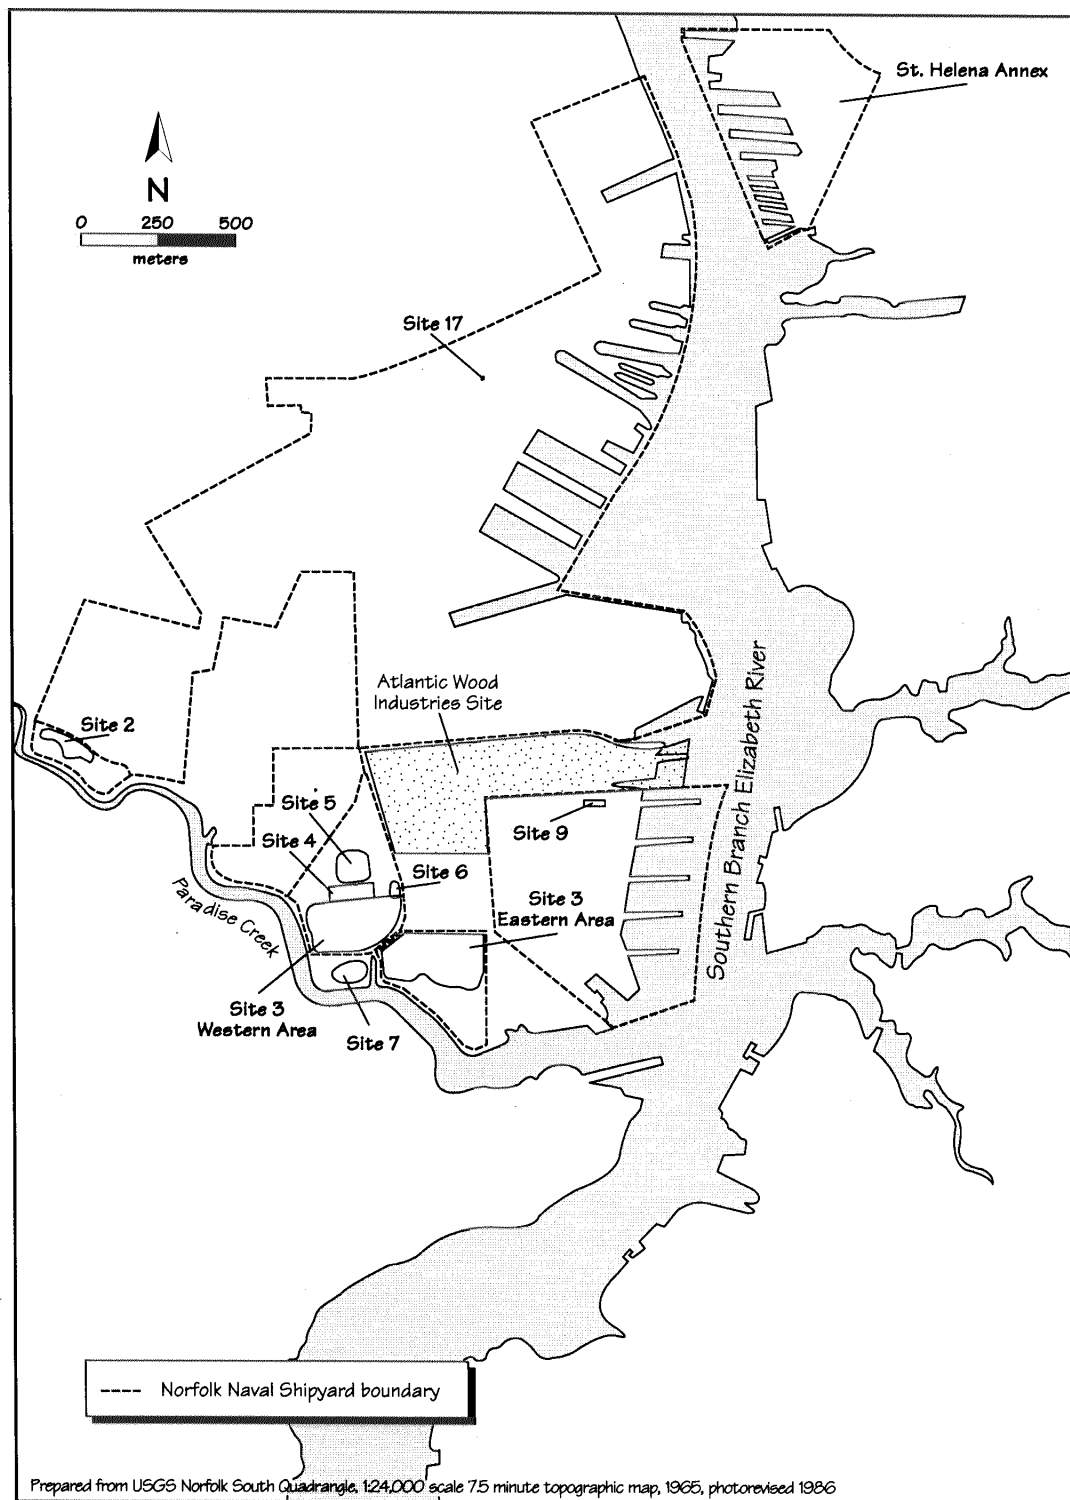 St. Helena Annex
N
0 250 500
meters
Site 17
Atlantic Wood
Industries Site
Site 2
Site 5
Site 4
Site 9
Site 6
Site 3
Eastern Area
Southern Branch Elizabeth River
Paradise Creek
Site 3
Western Area
Site 7
Norfolk Naval Shipyard boundary
Prepared from USGS Norfolk South Quadrangle, 1:24,000 scale 7.5 minute topographic map, 1965, photorevised 1986